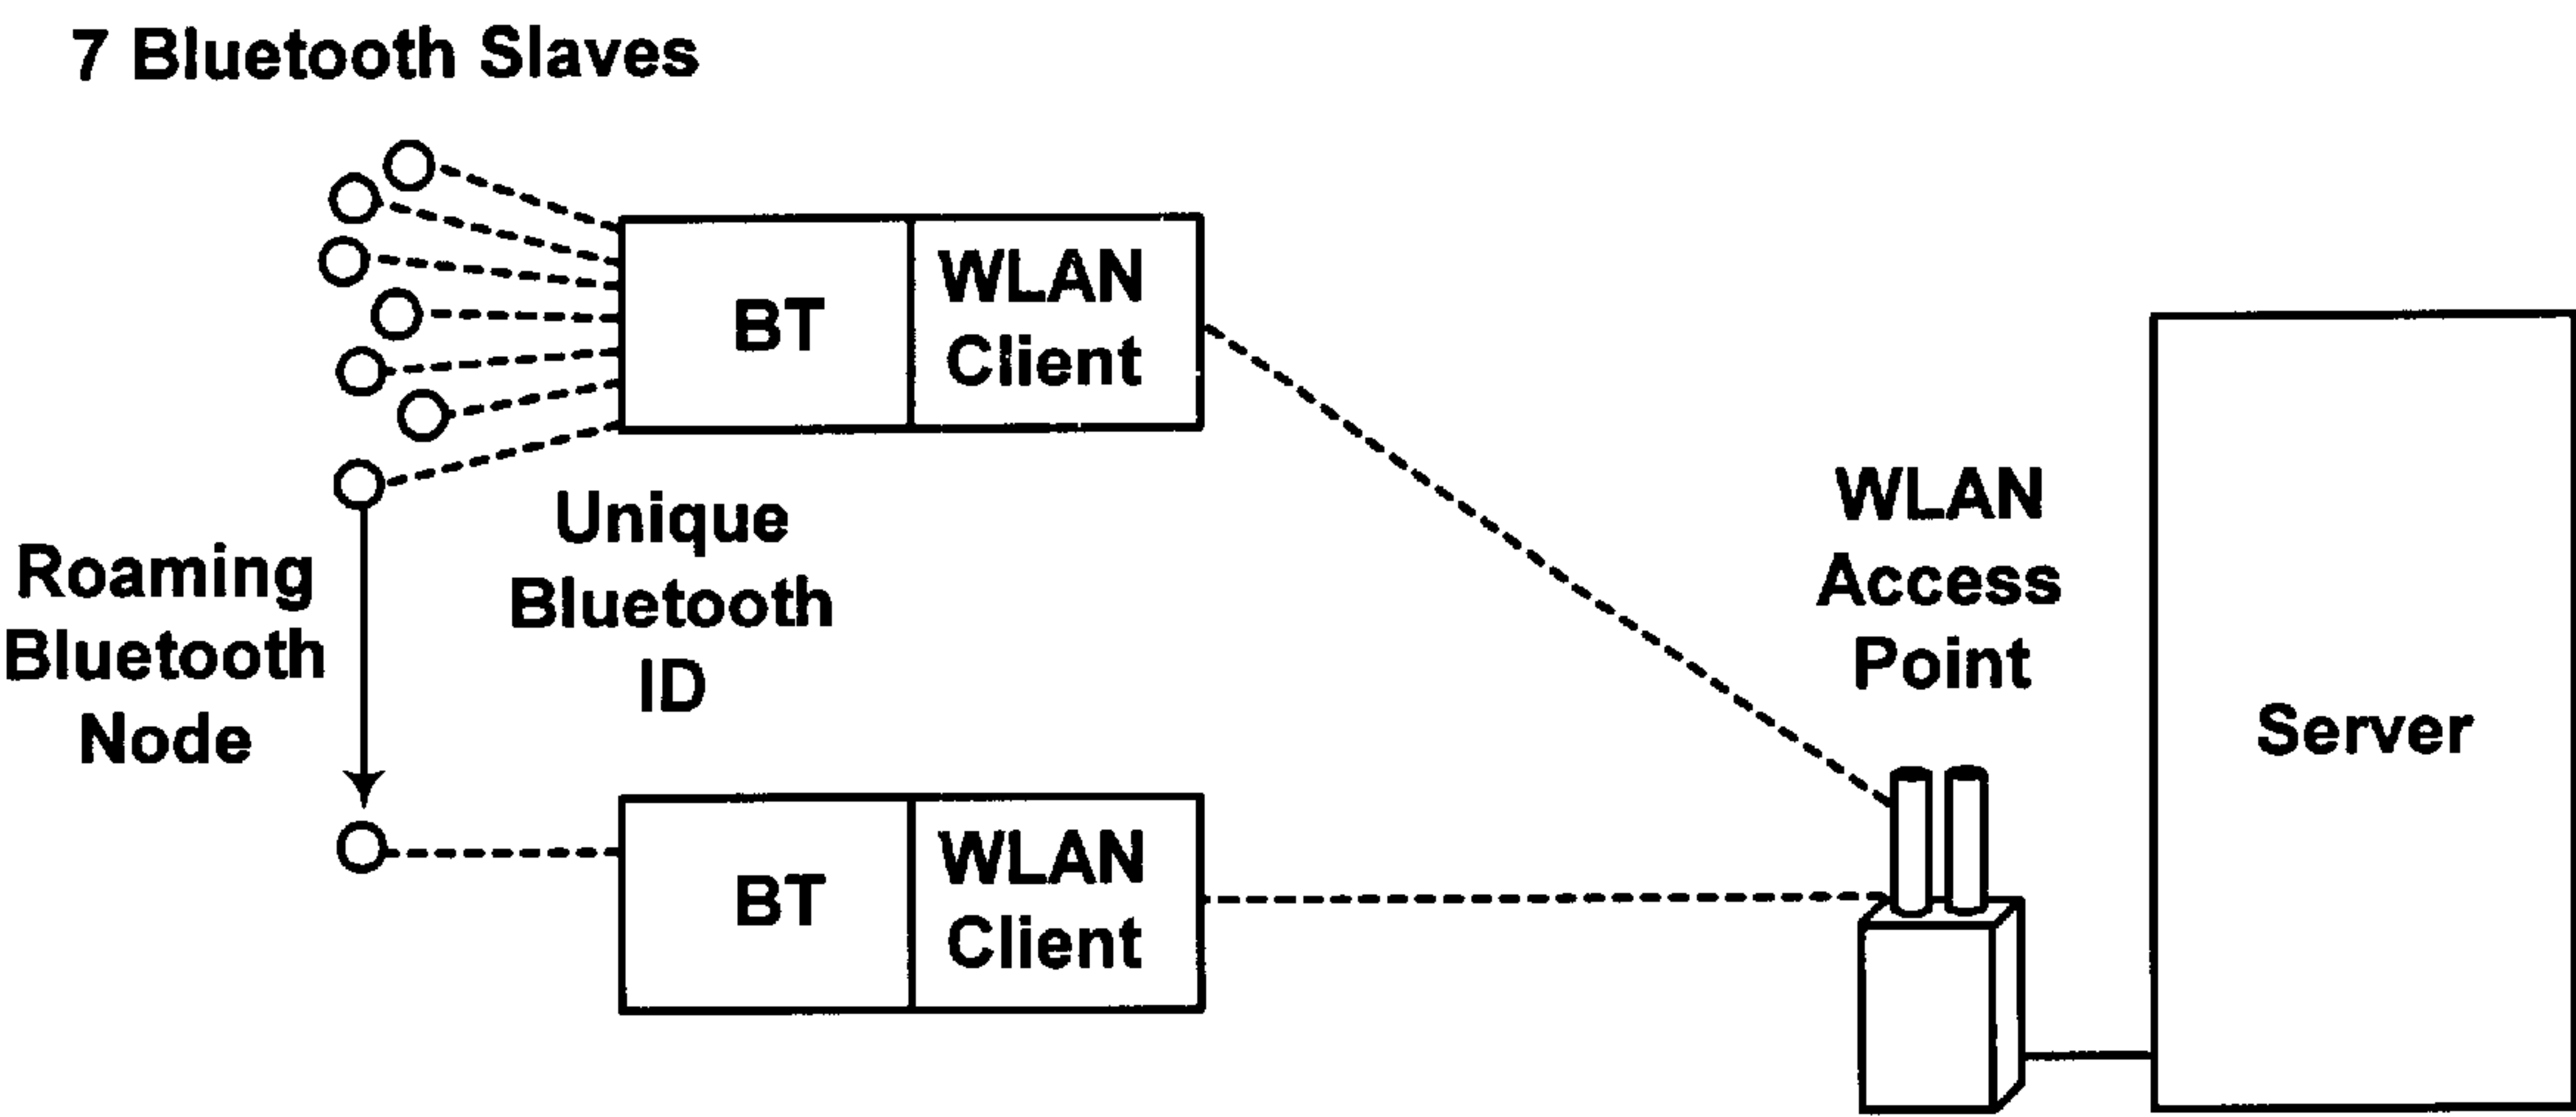 7 Bluetooth Slaves
BT
WLAN
Client
Unique
Bluetooth
ID
Roaming
Bluetooth
Node
WLAN
Access
Point
Server
BT
WLAN
Client